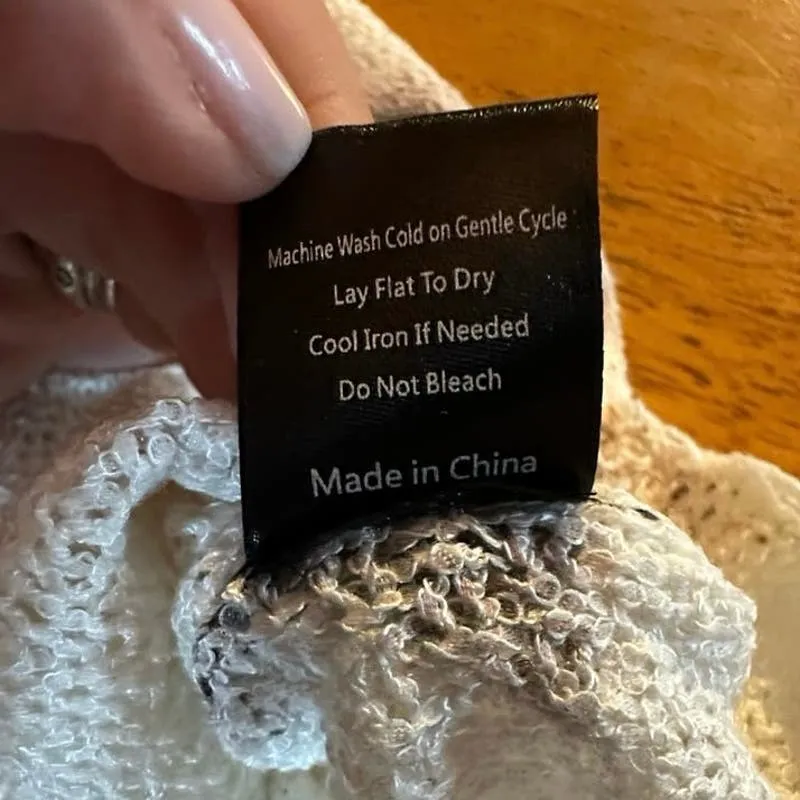 Machine Wash Cold on Gentle Cycle
Lay Flat To Dry
Cool Iron If Needed
Do Not Bleach
Made in China